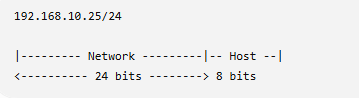 192.168.10.25/24
|--------- Network ---------|-- Host --|
<---------- 24 bits --------> 8 bits